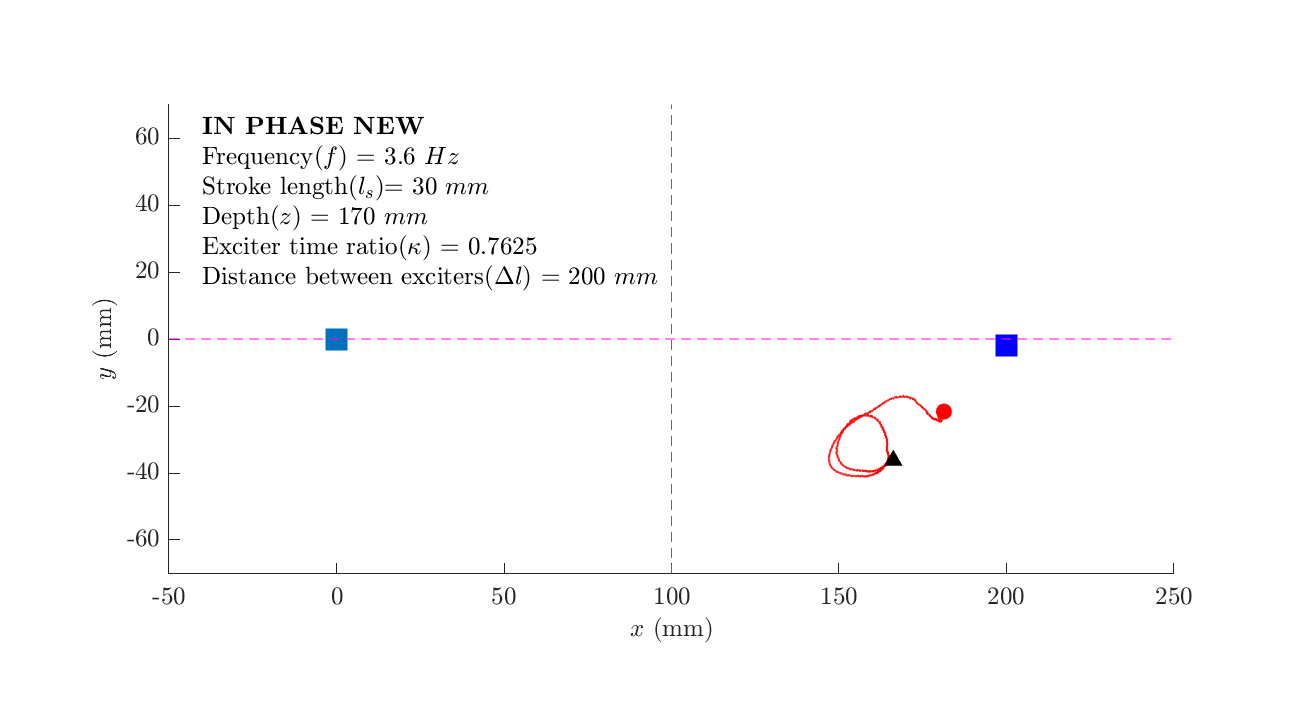 IN PHASE NEW
Frequency(f) = 3.6 Hz
Stroke length(lₛ)= 30 mm
Depth(z) = 170 mm
Exciter time ratio(κ) = 0.7625
Distance between exciters(Δl) = 200 mm
60
40
20
0
-20
-40
-60
y (mm)
-50 0 50 100 150 200 250
x (mm)